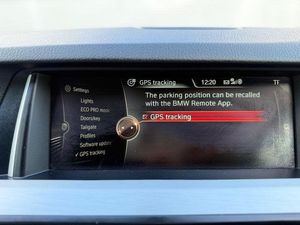 GPS tracking 12:20 TF
Settings
Lights
ECO PRO mode
Doors/key
Tailgate
Profiles
Software update
GPS tracking
The parking position can be recalled
with the BMW Remote App.
GPS tracking